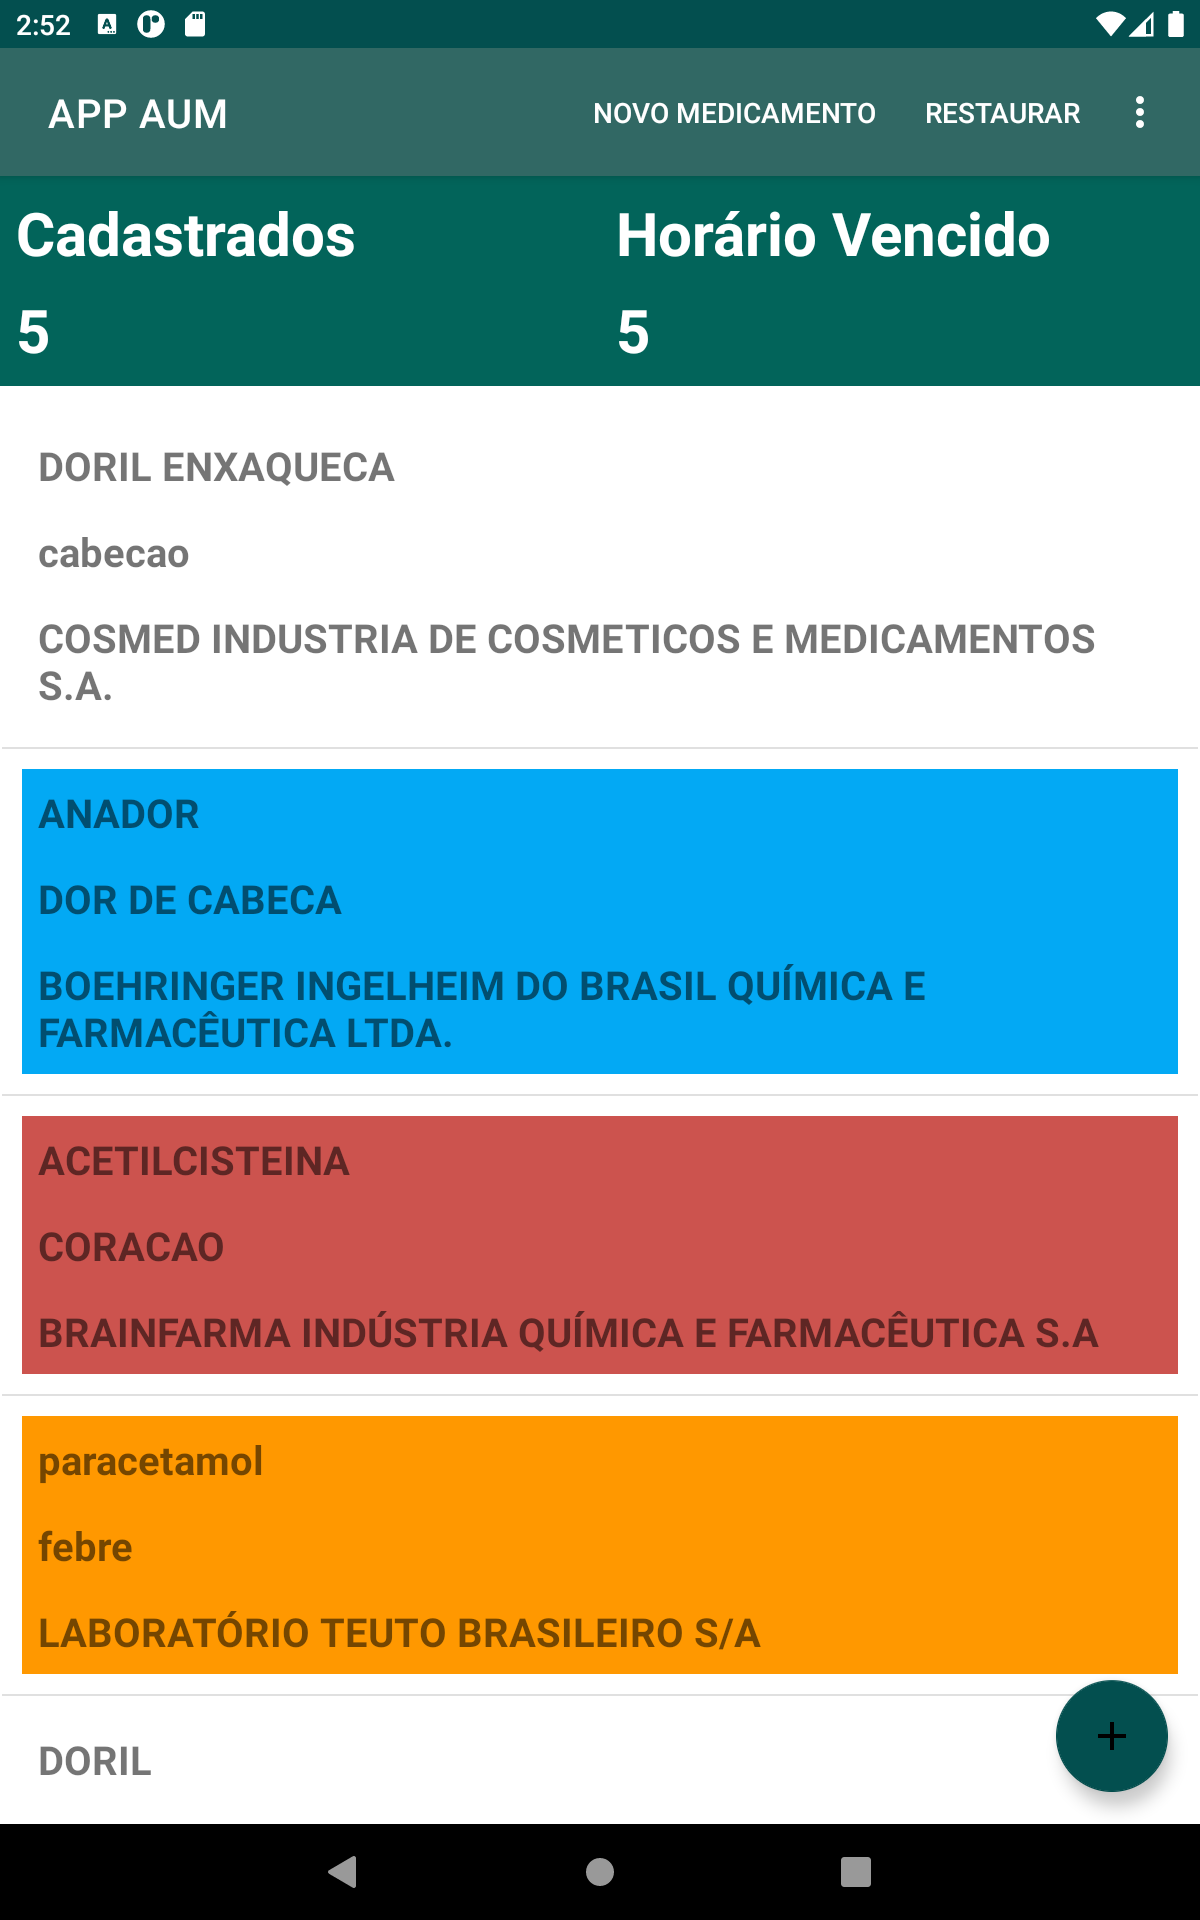 2:52
APP AUM
NOVO MEDICAMENTO
RESTAURAR
Cadastrados
Horário Vencido
5
5
DORIL ENXAQUECA
cabecao
COSMED INDUSTRIA DE COSMETICOS E MEDICAMENTOS
S.A.
ANADOR
DOR DE CABECA
BOEHRINGER INGELHEIM DO BRASIL QUÍMICA E
FARMACÊUTICA LTDA.
ACETILCISTEINA
CORACAO
BRAINFARMA INDÚSTRIA QUÍMICA E FARMACÊUTICA S.A
paracetamol
febre
LABORATÓRIO TEUTO BRASILEIRO S/A
DORIL